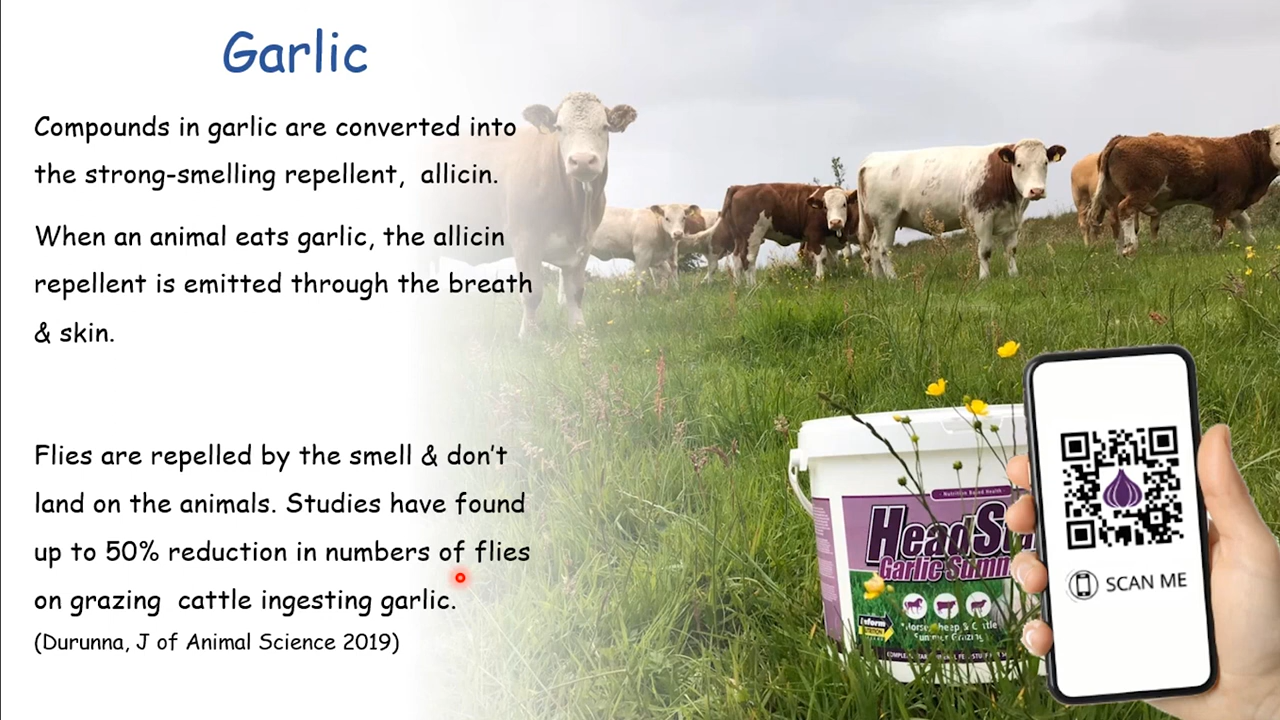 Garlic
Compounds in garlic are converted into
the strong-smelling repellent, allicin.
When an animal eats garlic, the allicin
repellent is emitted through the breath
& skin.
Flies are repelled by the smell & don't
land on the animals. Studies have found
up to 50% reduction in numbers of flies
on grazing cattle ingesting garlic.
(Durunna, J of Animal Science 2019)
Nutrition Based Health
Garlic
SCAN ME